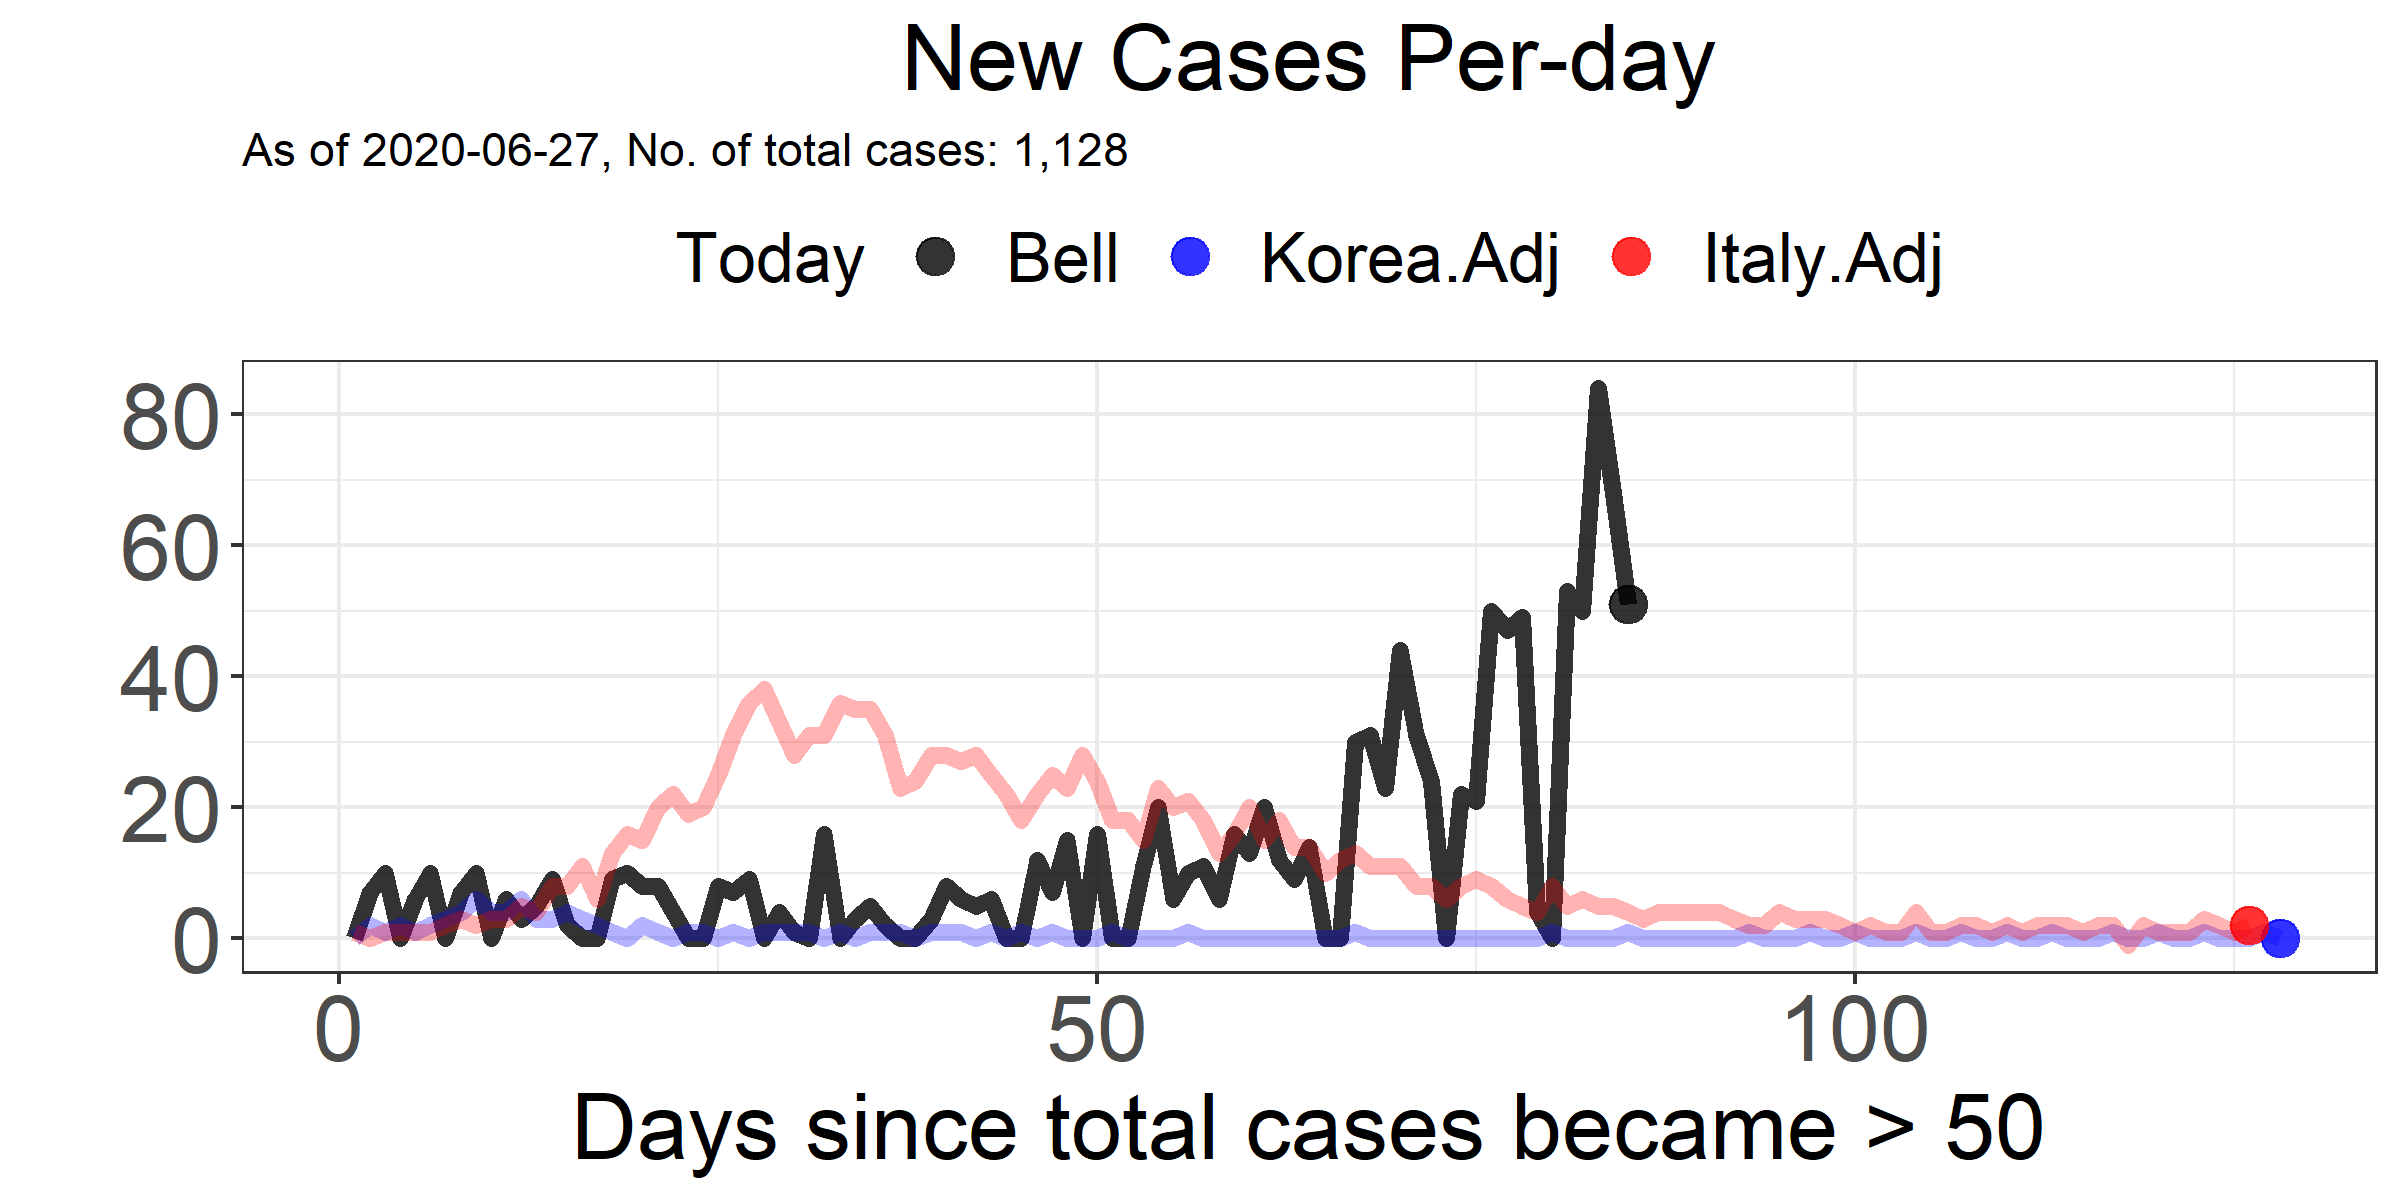 New Cases Per-day
As of 2020-06-27, No. of total cases: 1,128
Today Bell Korea.Adj Italy.Adj
80
60
40
20
0
0 50 100
Days since total cases became > 50